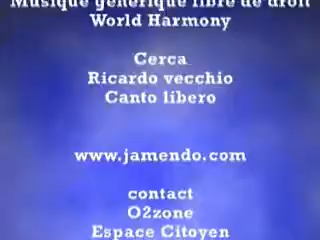 Musique générique libre de droit
World Harmony
Cerca
Ricardo vecchio
Canto libero
www.jamendo.com
contact
O2zone
Espace Citoyen